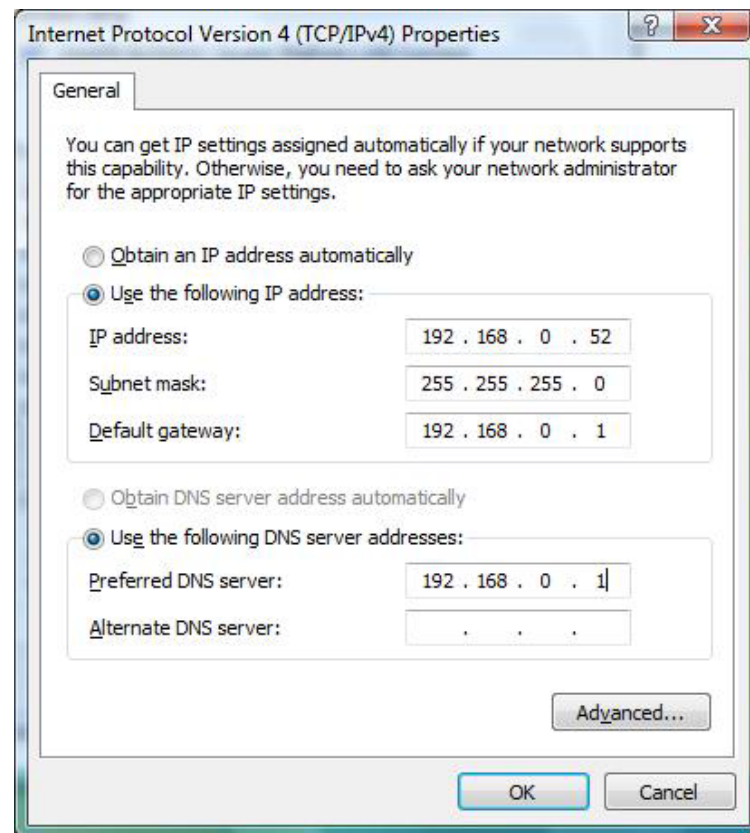 Internet Protocol Version 4 (TCP/IPv4) Properties
? X
General
You can get IP settings assigned automatically if your network supports
this capability. Otherwise, you need to ask your network administrator
for the appropriate IP settings.
Obtain an IP address automatically
Use the following IP address:
IP address: 192 . 168 . 0 . 52
Subnet mask: 255 . 255 . 255 . 0
Default gateway: 192 . 168 . 0 . 1
Obtain DNS server address automatically
Use the following DNS server addresses:
Preferred DNS server: 192 . 168 . 0 . 1
Alternate DNS server: . . .
Advanced...
OK Cancel